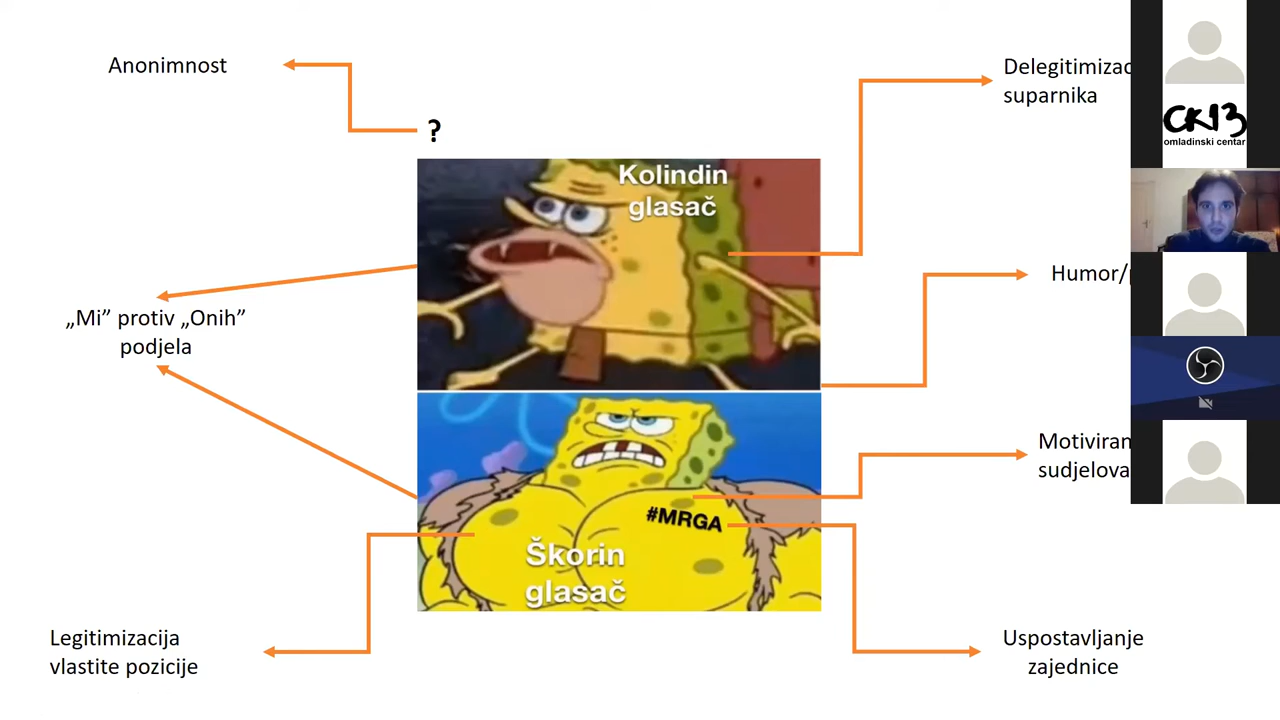 Anonimnost
?
Delegitimizac
suparnika
CK13
omladinski centar
Kolindin
glasač
Humor/
„Mi” protiv „Onih”
podjela
Motiviran
sudjelova
#MRGA
Škorin
glasač
Legitimizacija
vlastite pozicije
Uspostavljanje
zajednice